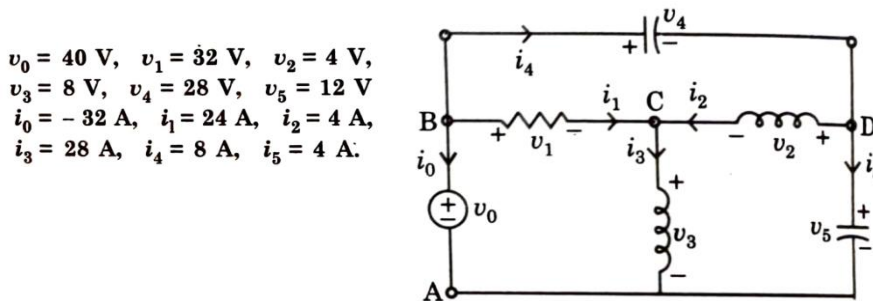 v₀ = 40 V, v₁ = 32 V, v₂ = 4 V,
v₃ = 8 V, v₄ = 28 V, v₅ = 12 V
i₀ = – 32 A, i₁ = 24 A, i₂ = 4 A,
i₃ = 28 A, i₄ = 8 A, i₅ = 4 A.
v₄
+ –
i₄
B i₁ C i₂ D
+ v₁ – – v₂ +
i₀ i₃
+ – v₀ + v₃ – v₅ + –
A